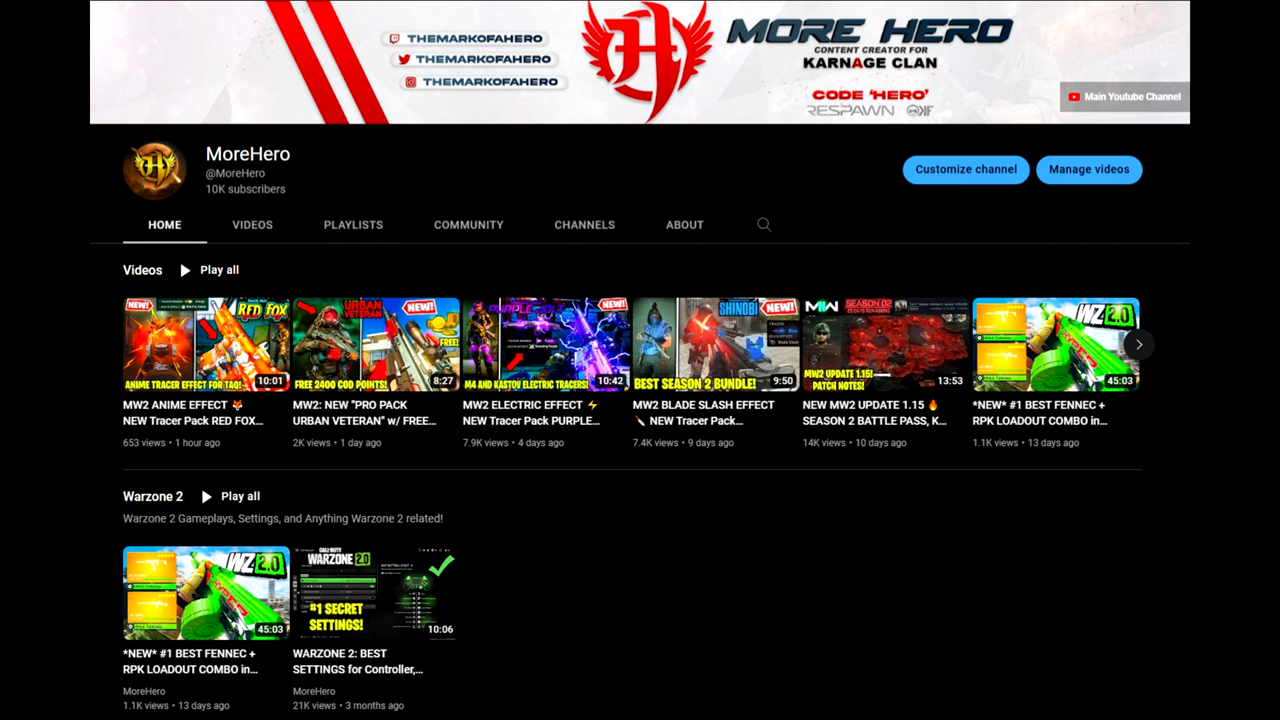 THEMARKOFAHERO
THEMARKOFAHERO
THEMARKOFAHERO
MORE HERO
CONTENT CREATOR FOR
KARNAGE CLAN
CODE 'HERO'
RESPAWN
Main Youtube Channel
MoreHero
@MoreHero
10K subscribers
Customize channel
Manage videos
HOME
VIDEOS
PLAYLISTS
COMMUNITY
CHANNELS
ABOUT
Videos
Play all
NEW!
RED FOX
ANIME TRACER EFFECT FOR TAQ!
10:01
URBAN
VETERAN
NEW!
FREE!
FREE 2400 COD POINTS!
8:27
NEW!
M4 AND KASTOV ELECTRIC TRACERS!
10:42
SHINOBI
NEW!
BEST SEASON 2 BUNDLE!
9:50
MW
SEASON 02
MW2 UPDATE 1.15!
PATCH NOTES!
13:53
WZ 2.0
45:03
MW2 ANIME EFFECT 🦊
NEW Tracer Pack RED FOX...
653 views • 1 hour ago
MW2: NEW "PRO PACK
URBAN VETERAN" w/ FREE...
2K views • 1 day ago
MW2 ELECTRIC EFFECT ⚡
NEW Tracer Pack PURPLE...
7.9K views • 4 days ago
MW2 BLADE SLASH EFFECT
🔪 NEW Tracer Pack...
7.4K views • 9 days ago
NEW MW2 UPDATE 1.15 🔥
SEASON 2 BATTLE PASS, K...
14K views • 10 days ago
*NEW* #1 BEST FENNEC +
RPK LOADOUT COMBO in...
1.1K views • 13 days ago
Warzone 2
Play all
Warzone 2 Gameplays, Settings, and Anything Warzone 2 related!
WZ 2.0
45:03
CALL OF DUTY
WARZONE 2.0
#1 SECRET
SETTINGS!
10:06
*NEW* #1 BEST FENNEC +
RPK LOADOUT COMBO in...
MoreHero
1.1K views • 13 days ago
WARZONE 2: BEST
SETTINGS for Controller,...
MoreHero
21K views • 3 months ago